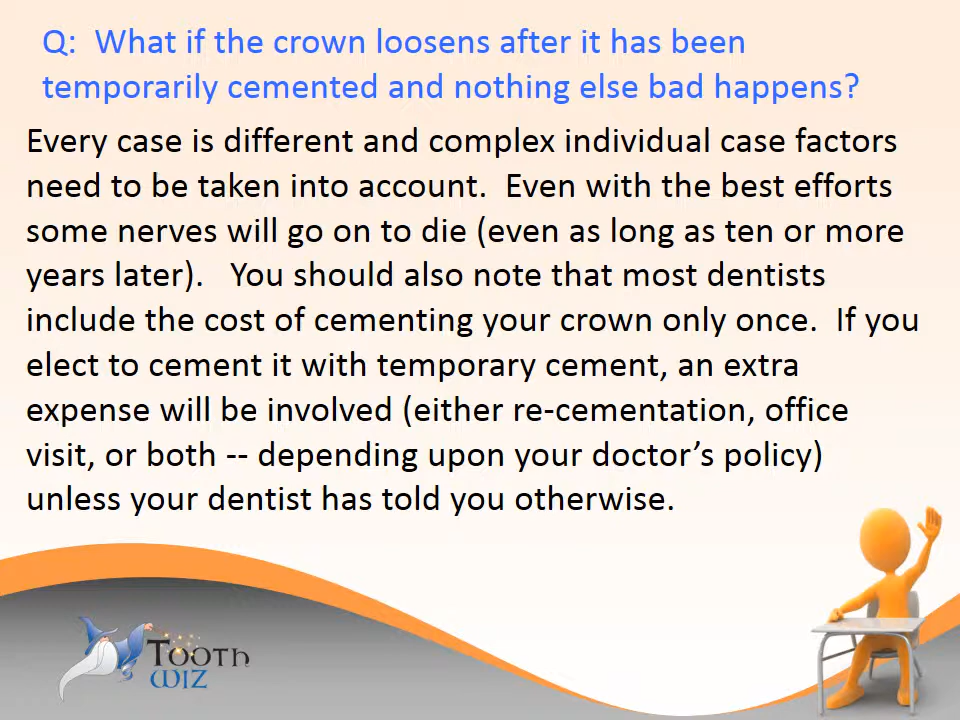 Q:  What if the crown loosens after it has been
temporarily cemented and nothing else bad happens?
Every case is different and complex individual case factors
need to be taken into account.  Even with the best efforts
some nerves will go on to die (even as long as ten or more
years later).   You should also note that most dentists
include the cost of cementing your crown only once.  If you
elect to cement it with temporary cement, an extra
expense will be involved (either re-cementation, office
visit, or both -- depending upon your doctor’s policy)
unless your dentist has told you otherwise.
Tooth
WIZ